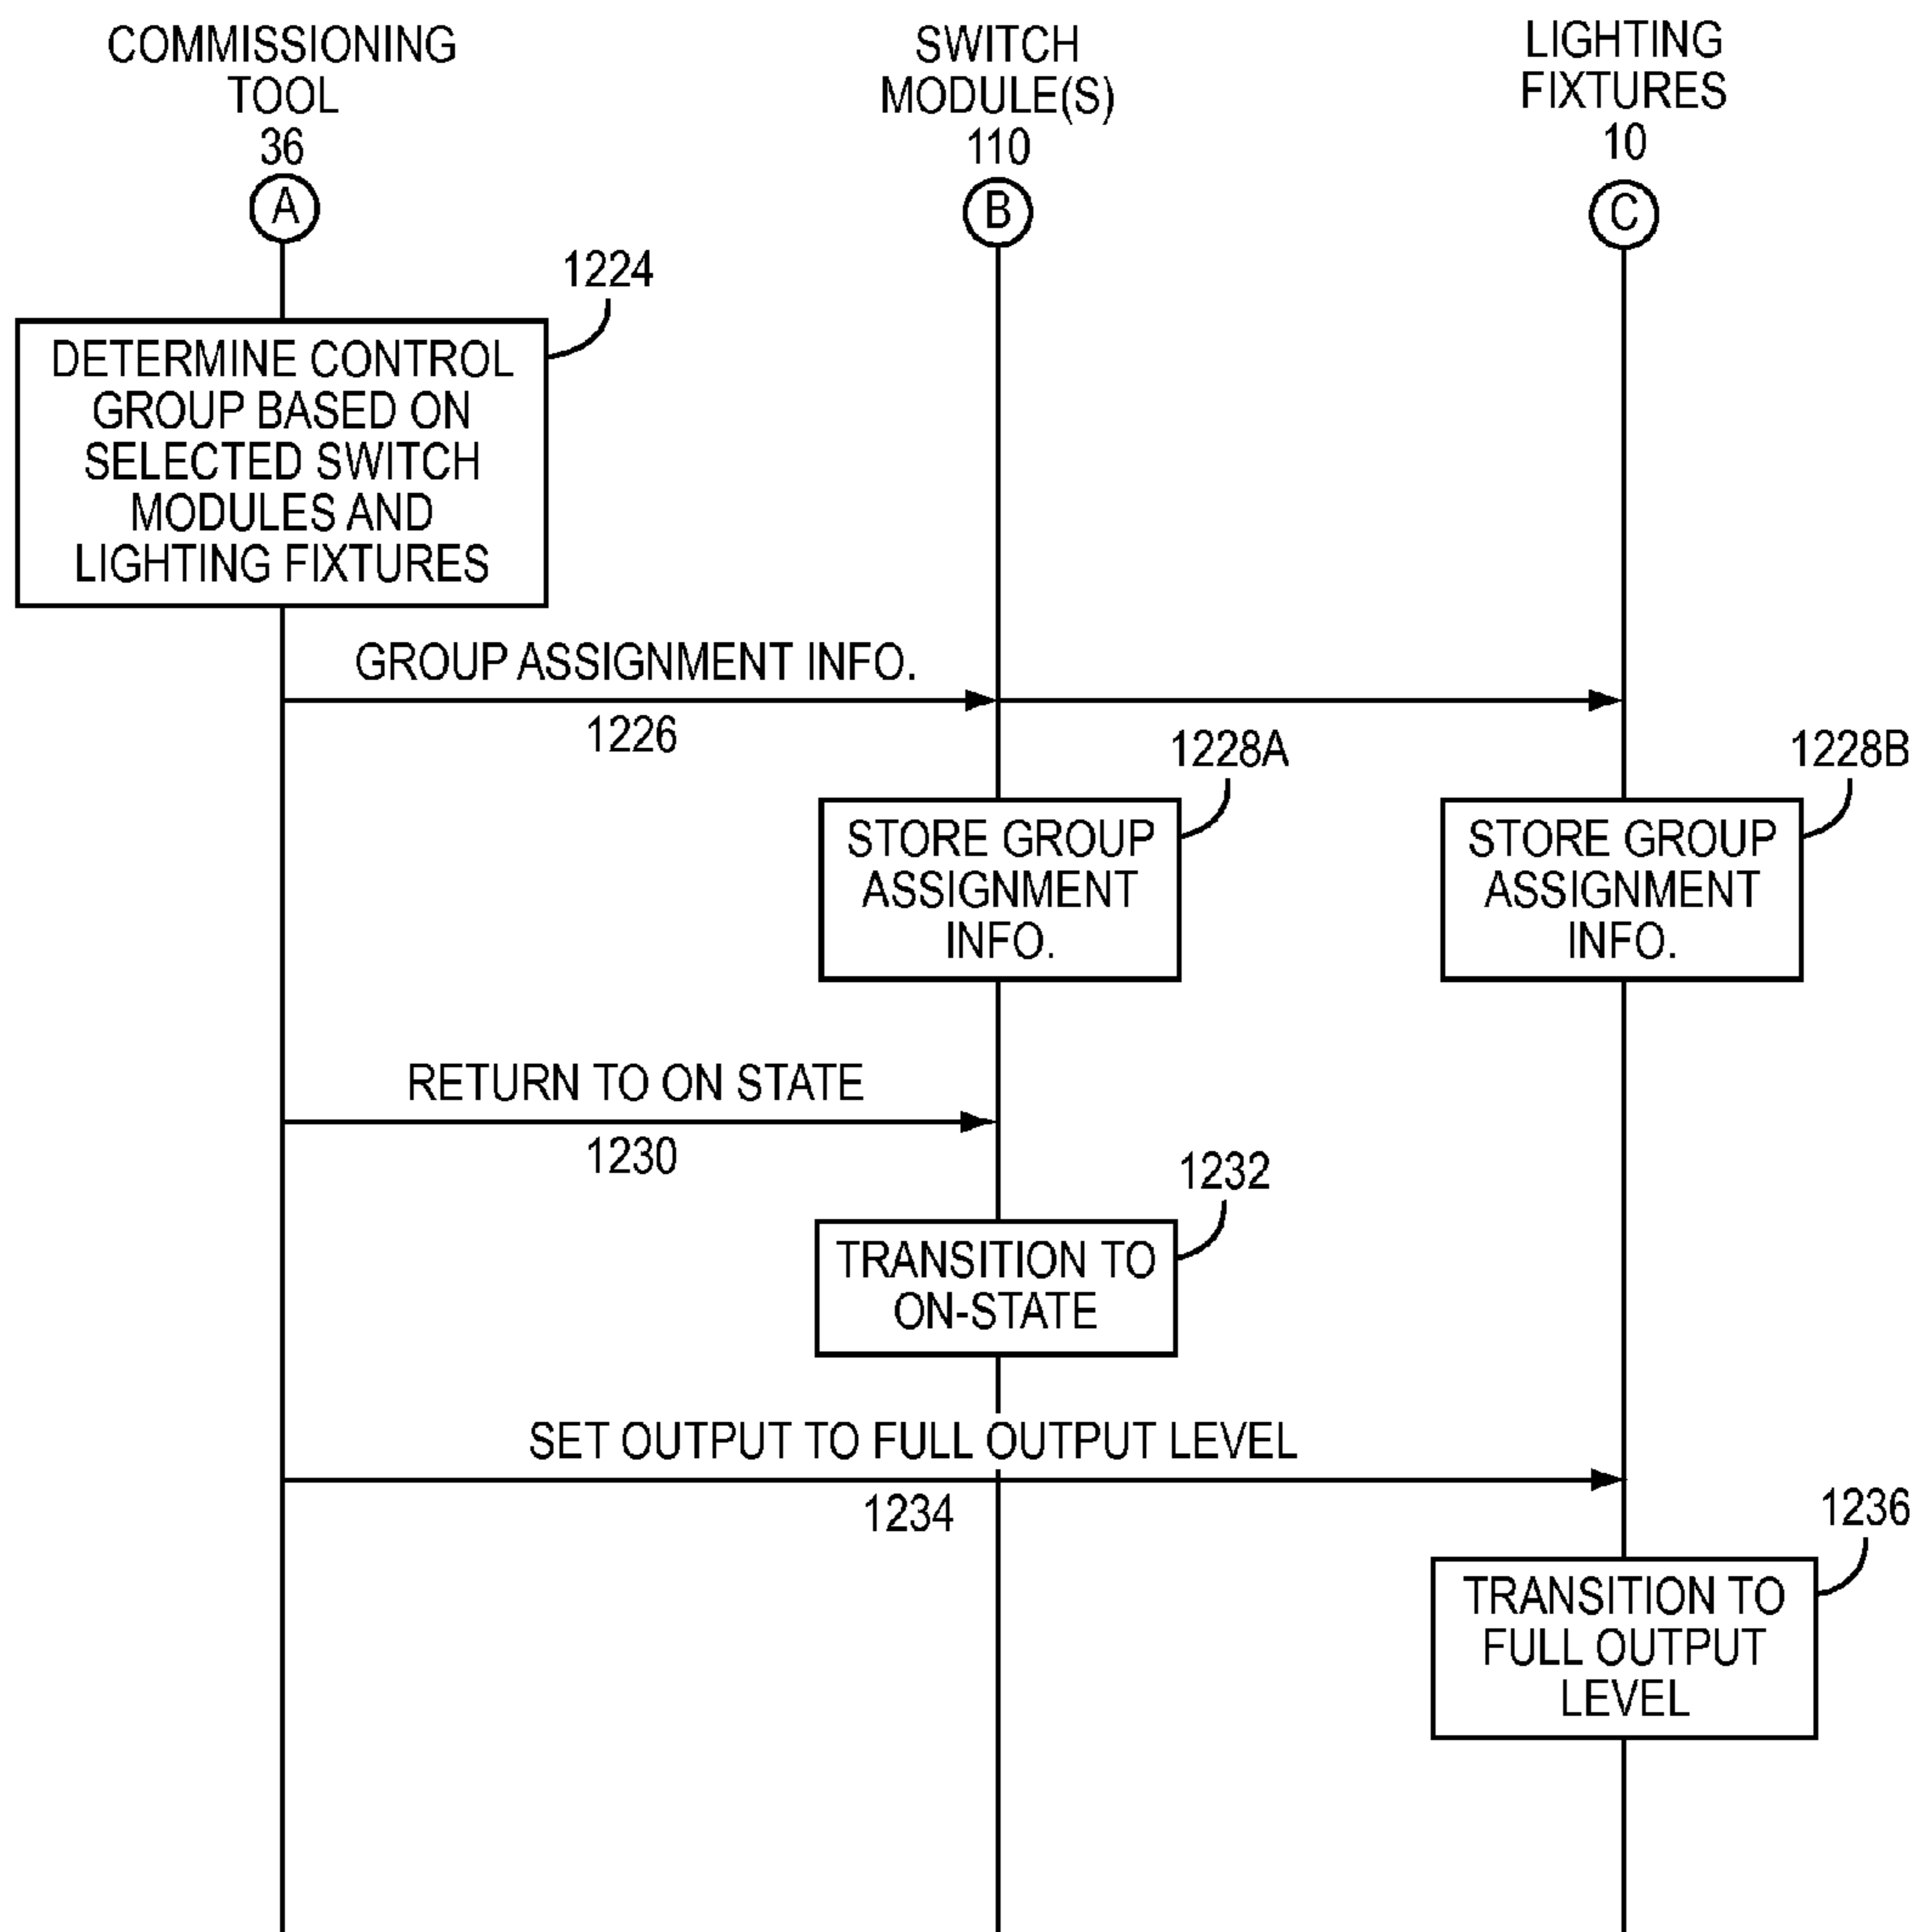 COMMISSIONING
TOOL
36
A
SWITCH
MODULE(S)
110
B
LIGHTING
FIXTURES
10
C
1224
DETERMINE CONTROL
GROUP BASED ON
SELECTED SWITCH
MODULES AND
LIGHTING FIXTURES
GROUP ASSIGNMENT INFO.
1226
1228A
STORE GROUP
ASSIGNMENT
INFO.
1228B
STORE GROUP
ASSIGNMENT
INFO.
RETURN TO ON STATE
1230
1232
TRANSITION TO
ON-STATE
SET OUTPUT TO FULL OUTPUT LEVEL
1234
1236
TRANSITION TO
FULL OUTPUT
LEVEL